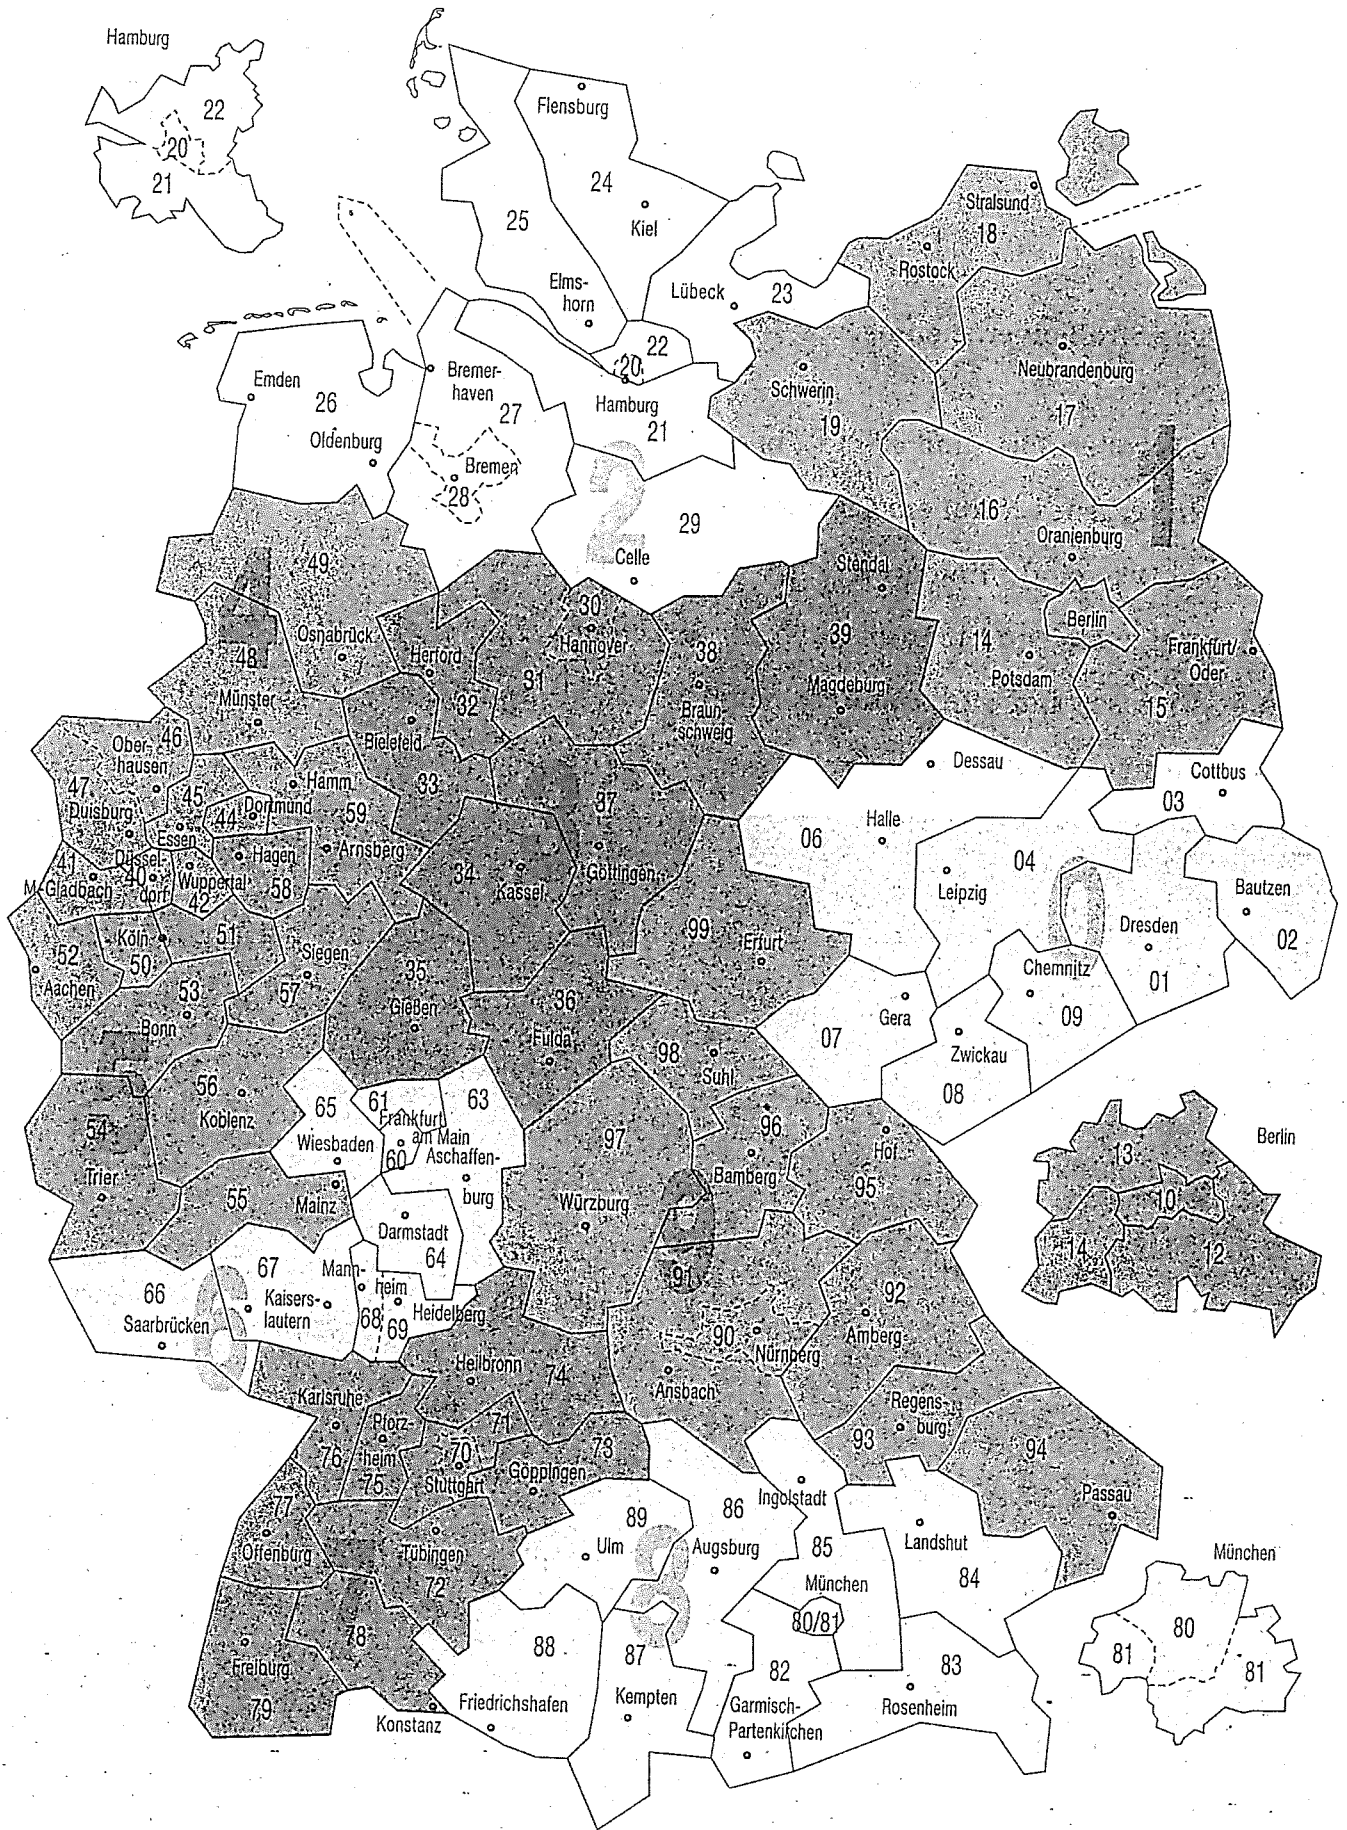 Hamburg
22
20
21
Flensburg
24
25
Kiel
Elms-
horn
Lübeck
23
22
20
Hamburg
21
Stralsund
18
Rostock
Neubrandenburg
17
Schwerin
19
1
Emden
26
Oldenburg
Bremer-
haven
27
Bremen
28
2
29
Celle
16
Oranienburg
Stendal
39
Magdeburg
14
Potsdam
Berlin
Frankfurt/
Oder
15
49
4
48
Osnabrück
Münster
Herford
32
30
Hannover
31
38
Braun-
schweig
Bielefeld
33
46
Ober-
hausen
47
Duisburg
45
44
Dortmund
Essen
Hamm
59
Arnsberg
Hagen
58
41
M.-Gladbach
Düssel-
40
dorf
Wuppertal
42
3
37
34
Kassel
Göttingen
Dessau
Cottbus
03
06
Halle
04
Leipzig
0
Dresden
01
Bautzen
02
Chemnitz
09
Gera
07
Zwickau
08
99
Erfurt
52
Aachen
Köln
50
51
Siegen
57
53
Bonn
5
35
Gießen
36
Fulda
98
Suhl
56
Koblenz
54
Trier
55
Mainz
65
Wiesbaden
61
Frankfurt
am Main
60
63
Aschaffen-
burg
Darmstadt
64
97
Würzburg
96
Bamberg
Hof
95
9
91
90
Nürnberg
Ansbach
92
Amberg
Berlin
13
10
14
12
66
Saarbrücken
6
67
Kaisers-
lautern
Mann-
heim
68
69
Heidelberg
Heilbronn
74
Karlsruhe
76
Pforz-
heim
75
71
70
Stuttgart
73
Göppingen
Regens-
burg
93
94
Passau
77
Offenburg
Tübingen
72
78
Freiburg
79
Konstanz
89
Ulm
8
86
Augsburg
Ingolstadt
85
München
80/81
Landshut
84
88
Friedrichshafen
87
Kempten
82
Garmisch-
Partenkirchen
83
Rosenheim
München
80
81
81